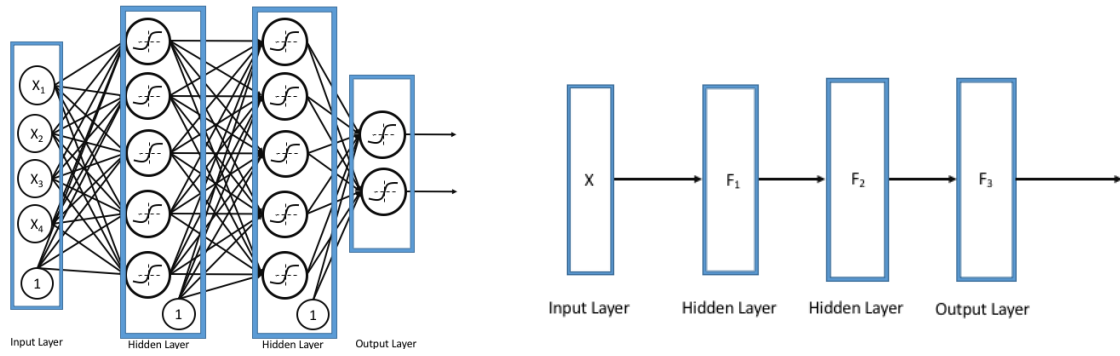 X1
X2
X3
X4
1
1
1
Input Layer
Hidden Layer
Hidden Layer
Output Layer
X
F1
F2
F3
Input Layer
Hidden Layer
Hidden Layer
Output Layer